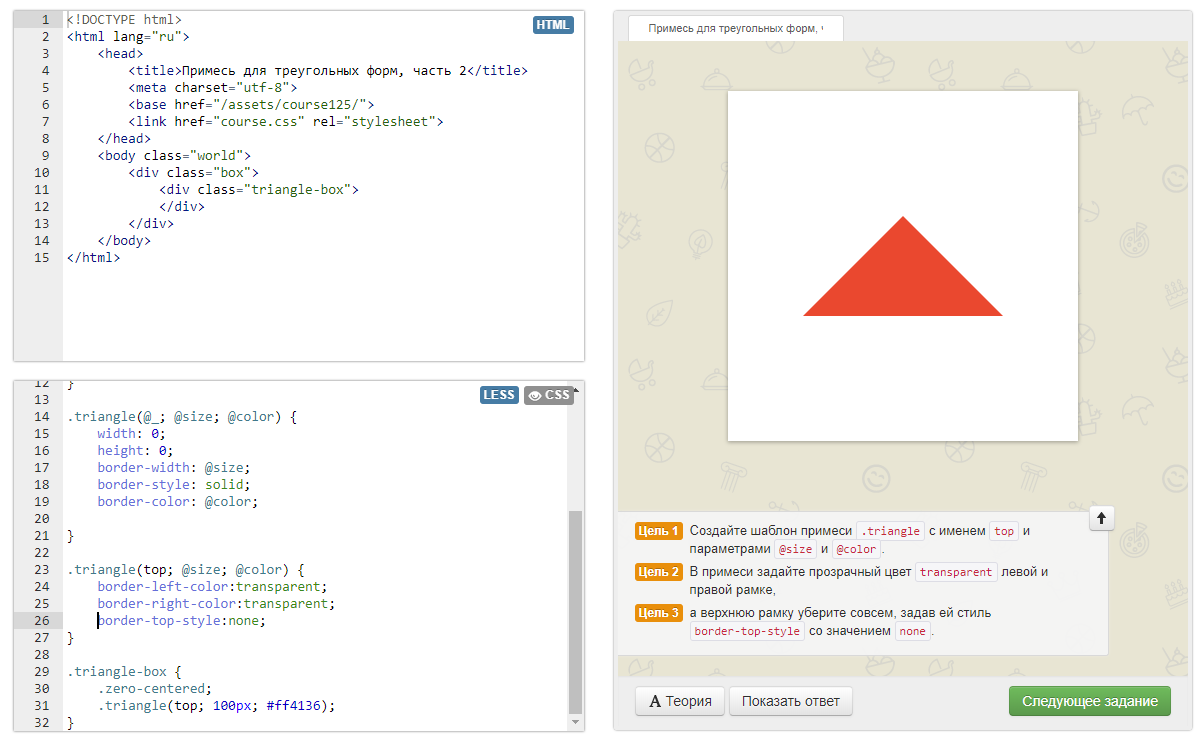 1 <!DOCTYPE html>
HTML
2 <html lang="ru">
3 <head>
4 <title>Примесь для треугольных форм, часть 2</title>
5 <meta charset="utf-8">
6 <base href="/assets/course125/">
7 <link href="course.css" rel="stylesheet">
8 </head>
9 <body class="world">
10 <div class="box">
11 <div class="triangle-box">
12 </div>
13 </div>
14 </body>
15 </html>
12 }
LESS CSS
13
14 .triangle(@_; @size; @color) {
15 width: 0;
16 height: 0;
17 border-width: @size;
18 border-style: solid;
19 border-color: @color;
20
21 }
22
23 .triangle(top; @size; @color) {
24 border-left-color:transparent;
25 border-right-color:transparent;
26 border-top-style:none;
27 }
28
29 .triangle-box {
30 .zero-centered;
31 .triangle(top; 100px; #ff4136);
32 }
Примесь для треугольных форм,
Цель 1 Создайте шаблон примеси .triangle с именем top и
параметрами @size и @color.
Цель 2 В примеси задайте прозрачный цвет transparent левой и
правой рамке,
Цель 3 а верхнюю рамку уберите совсем, задав ей стиль
border-top-style со значением none.
A Теория Показать ответ Следующее задание